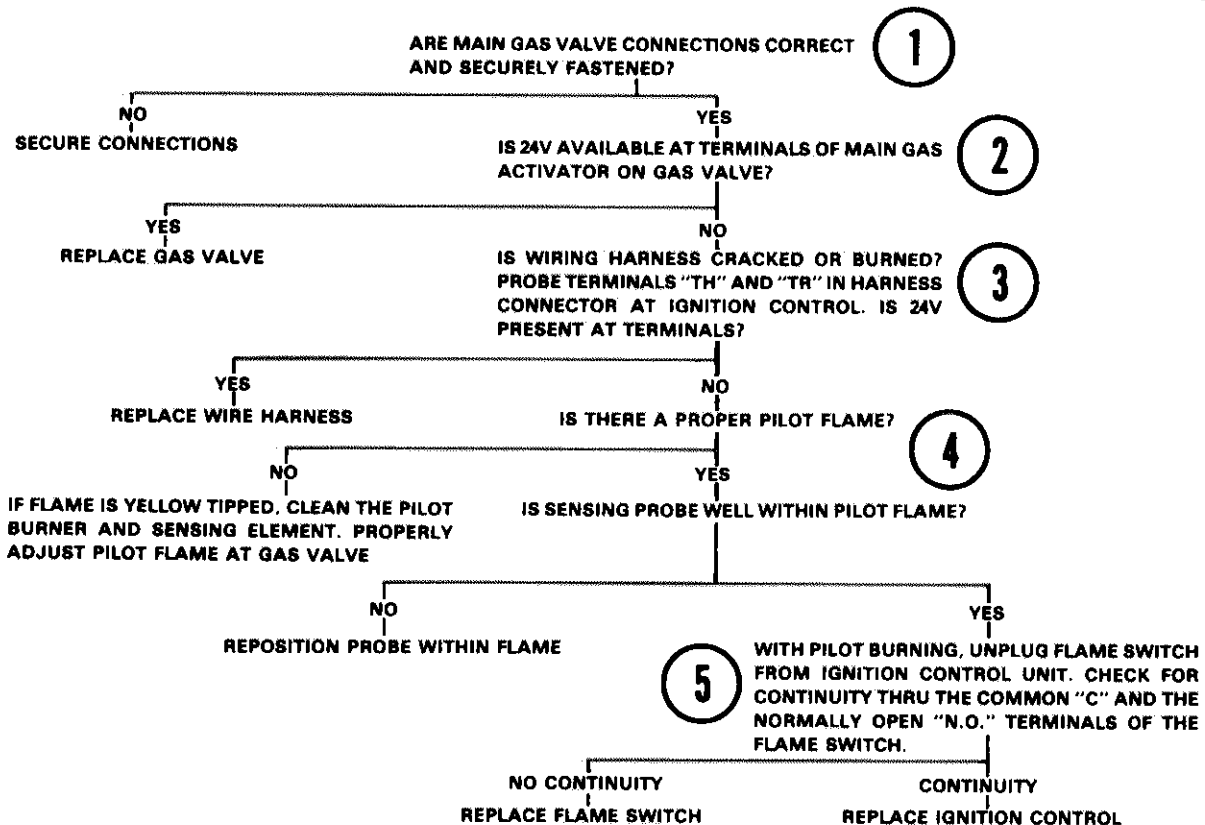 ARE MAIN GAS VALVE CONNECTIONS CORRECT
AND SECURELY FASTENED?
1
NO
SECURE CONNECTIONS
YES
IS 24V AVAILABLE AT TERMINALS OF MAIN GAS
ACTIVATOR ON GAS VALVE?
2
YES
REPLACE GAS VALVE
NO
IS WIRING HARNESS CRACKED OR BURNED?
PROBE TERMINALS "TH" AND "TR" IN HARNESS
CONNECTOR AT IGNITION CONTROL. IS 24V
PRESENT AT TERMINALS?
3
YES
REPLACE WIRE HARNESS
NO
IS THERE A PROPER PILOT FLAME?
4
NO
IF FLAME IS YELLOW TIPPED, CLEAN THE PILOT
BURNER AND SENSING ELEMENT. PROPERLY
ADJUST PILOT FLAME AT GAS VALVE
YES
IS SENSING PROBE WELL WITHIN PILOT FLAME?
NO
REPOSITION PROBE WITHIN FLAME
YES
5
WITH PILOT BURNING, UNPLUG FLAME SWITCH
FROM IGNITION CONTROL UNIT. CHECK FOR
CONTINUITY THRU THE COMMON "C" AND THE
NORMALLY OPEN "N.O." TERMINALS OF THE
FLAME SWITCH.
NO CONTINUITY
REPLACE FLAME SWITCH
CONTINUITY
REPLACE IGNITION CONTROL